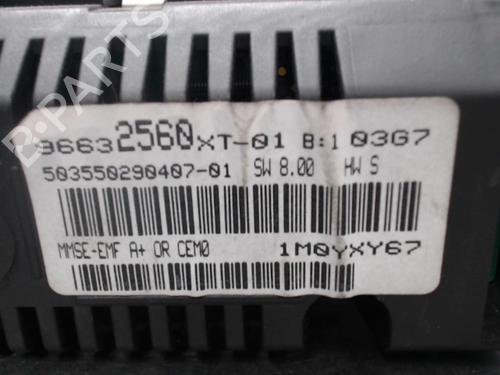 96632560XT-01 B:1 03G7
503550290407-01 SW 8.00 HW S
MMSE-EMF A+ OR CEM0 1M0YXY67
B-PARTS